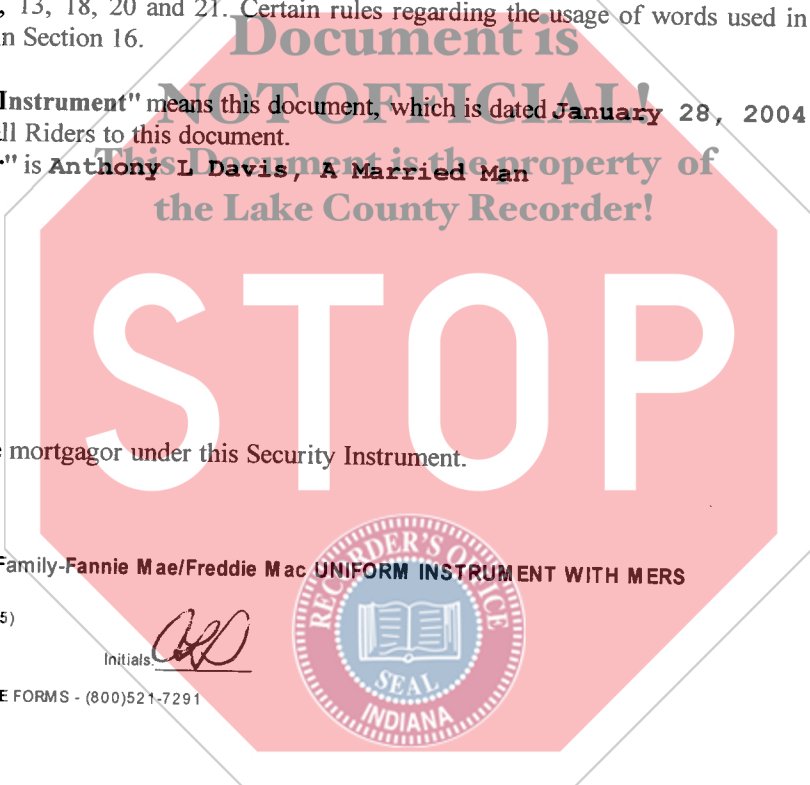 , 13, 18, 20 and 21. Certain rules regarding the usage of words used in
n Section 16.
Document is
NOT OFFICIAL!
Instrument" means this document, which is dated January 28, 2004
ll Riders to this document.
This Document is the property of
" is Anthony L Davis, A Married Man
the Lake County Recorder!
STOP
mortgagor under this Security Instrument.
Family-Fannie Mae/Freddie Mac UNIFORM INSTRUMENT WITH MERS
5)
Initials:
E FORMS - (800)521-7291
RECORDER'S OFFICE
SEAL
INDIANA